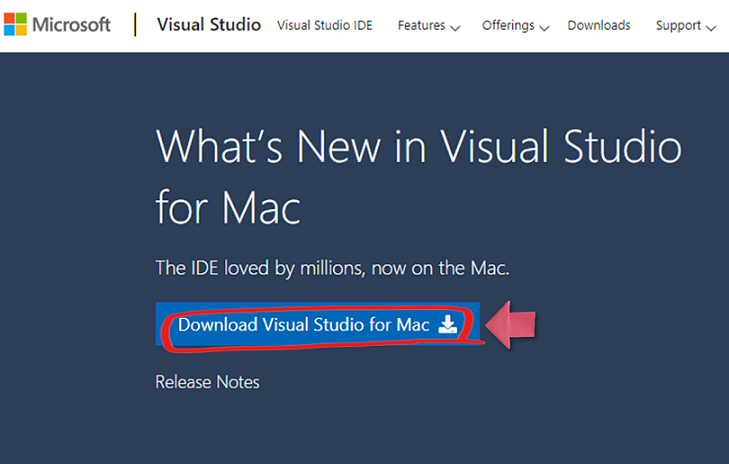 Microsoft | Visual Studio Visual Studio IDE Features Offerings Downloads Support
What's New in Visual Studio
for Mac
The IDE loved by millions, now on the Mac.
Download Visual Studio for Mac
Release Notes